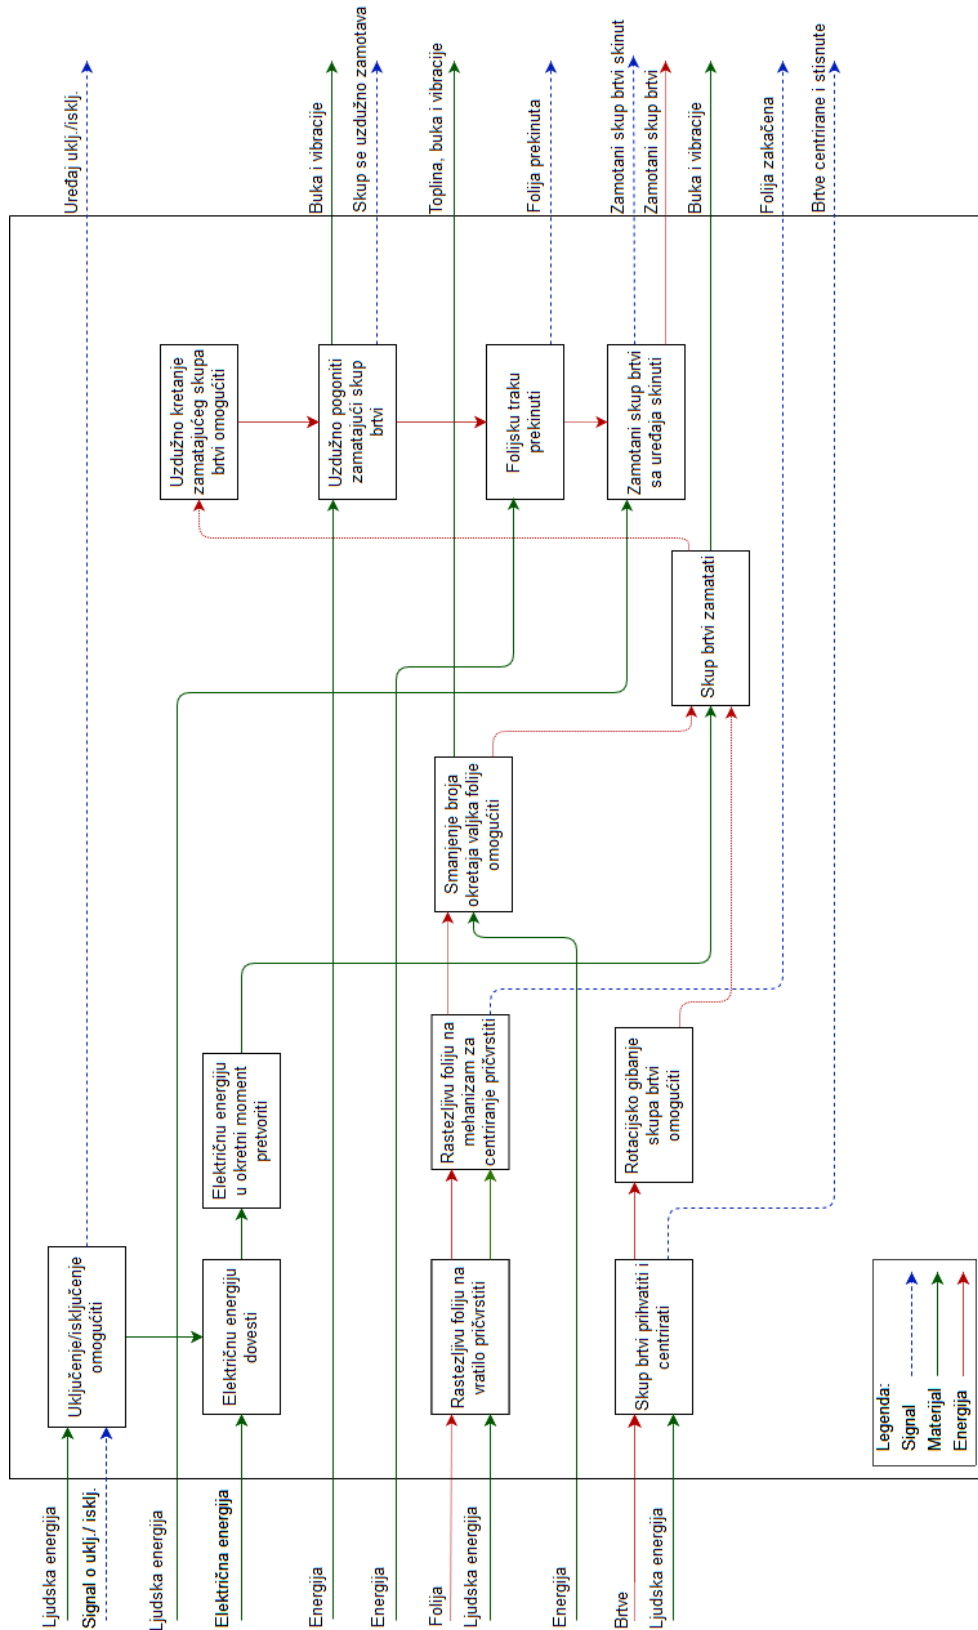 Ljudska energija
Signal o uklj./ isklj.
Ljudska energija
Električna energija
Energija
Energija
Folija
Ljudska energija
Energija
Brtve
Ljudska energija
Uključenje/isključenje
omogućiti
Električnu energiju
dovesti
Rastezljivu foliju na
vratilo pričvrstiti
Skup brtvi prihvatiti i
centrirati
Električnu energiju
u okretni moment
pretvoriti
Rastezljivu foliju na
mehanizam za
centriranje pričvrstiti
Rotacijsko gibanje
skupa brtvi
omogućiti
Smanjenje broja
okretaja valjka folije
omogućiti
Skup brtvi zamatati
Uzdužno kretanje
zamatajućeg skupa
brtvi omogućiti
Uzdužno pogoniti
zamatajući skup
brtvi
Folijsku traku
prekinuti
Zamotani skup brtvi
sa uređaja skinuti
Uređaj uklj./isklj.
Buka i vibracije
Skup se uzdužno zamotava
Toplina, buka i vibracije
Folija prekinuta
Zamotani skup brtvi skinut
Zamotani skup brtvi
Buka i vibracije
Folija zakačena
Brtve centrirane i stisnute
Legenda:
Signal
Materijal
Energija